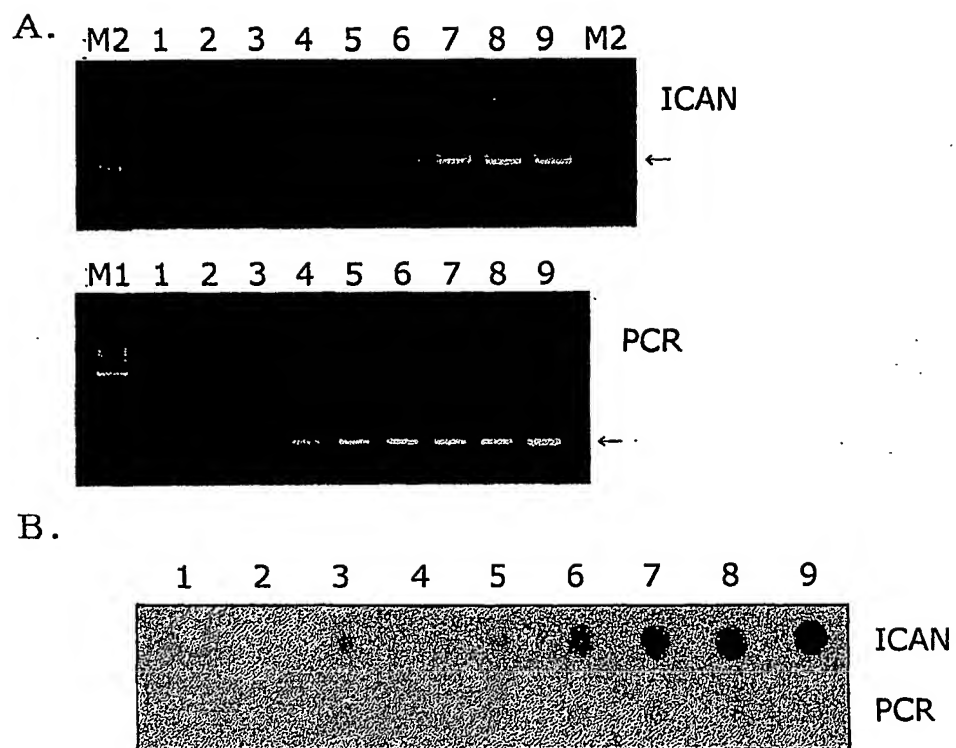 A.
M2 1 2 3 4 5 6 7 8 9 M2
ICAN
←
M1 1 2 3 4 5 6 7 8 9
PCR
←
B.
1 2 3 4 5 6 7 8 9
ICAN
PCR